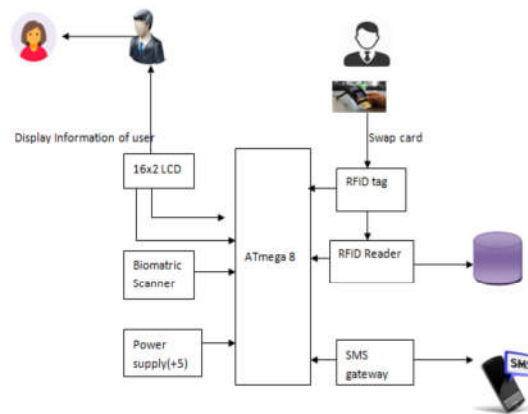 Display Information of user
Swap card
16x2 LCD
RFID tag
ATmega 8
RFID Reader
Biomatric
Scanner
Power
supply(+5)
SMS
gateway
SMS